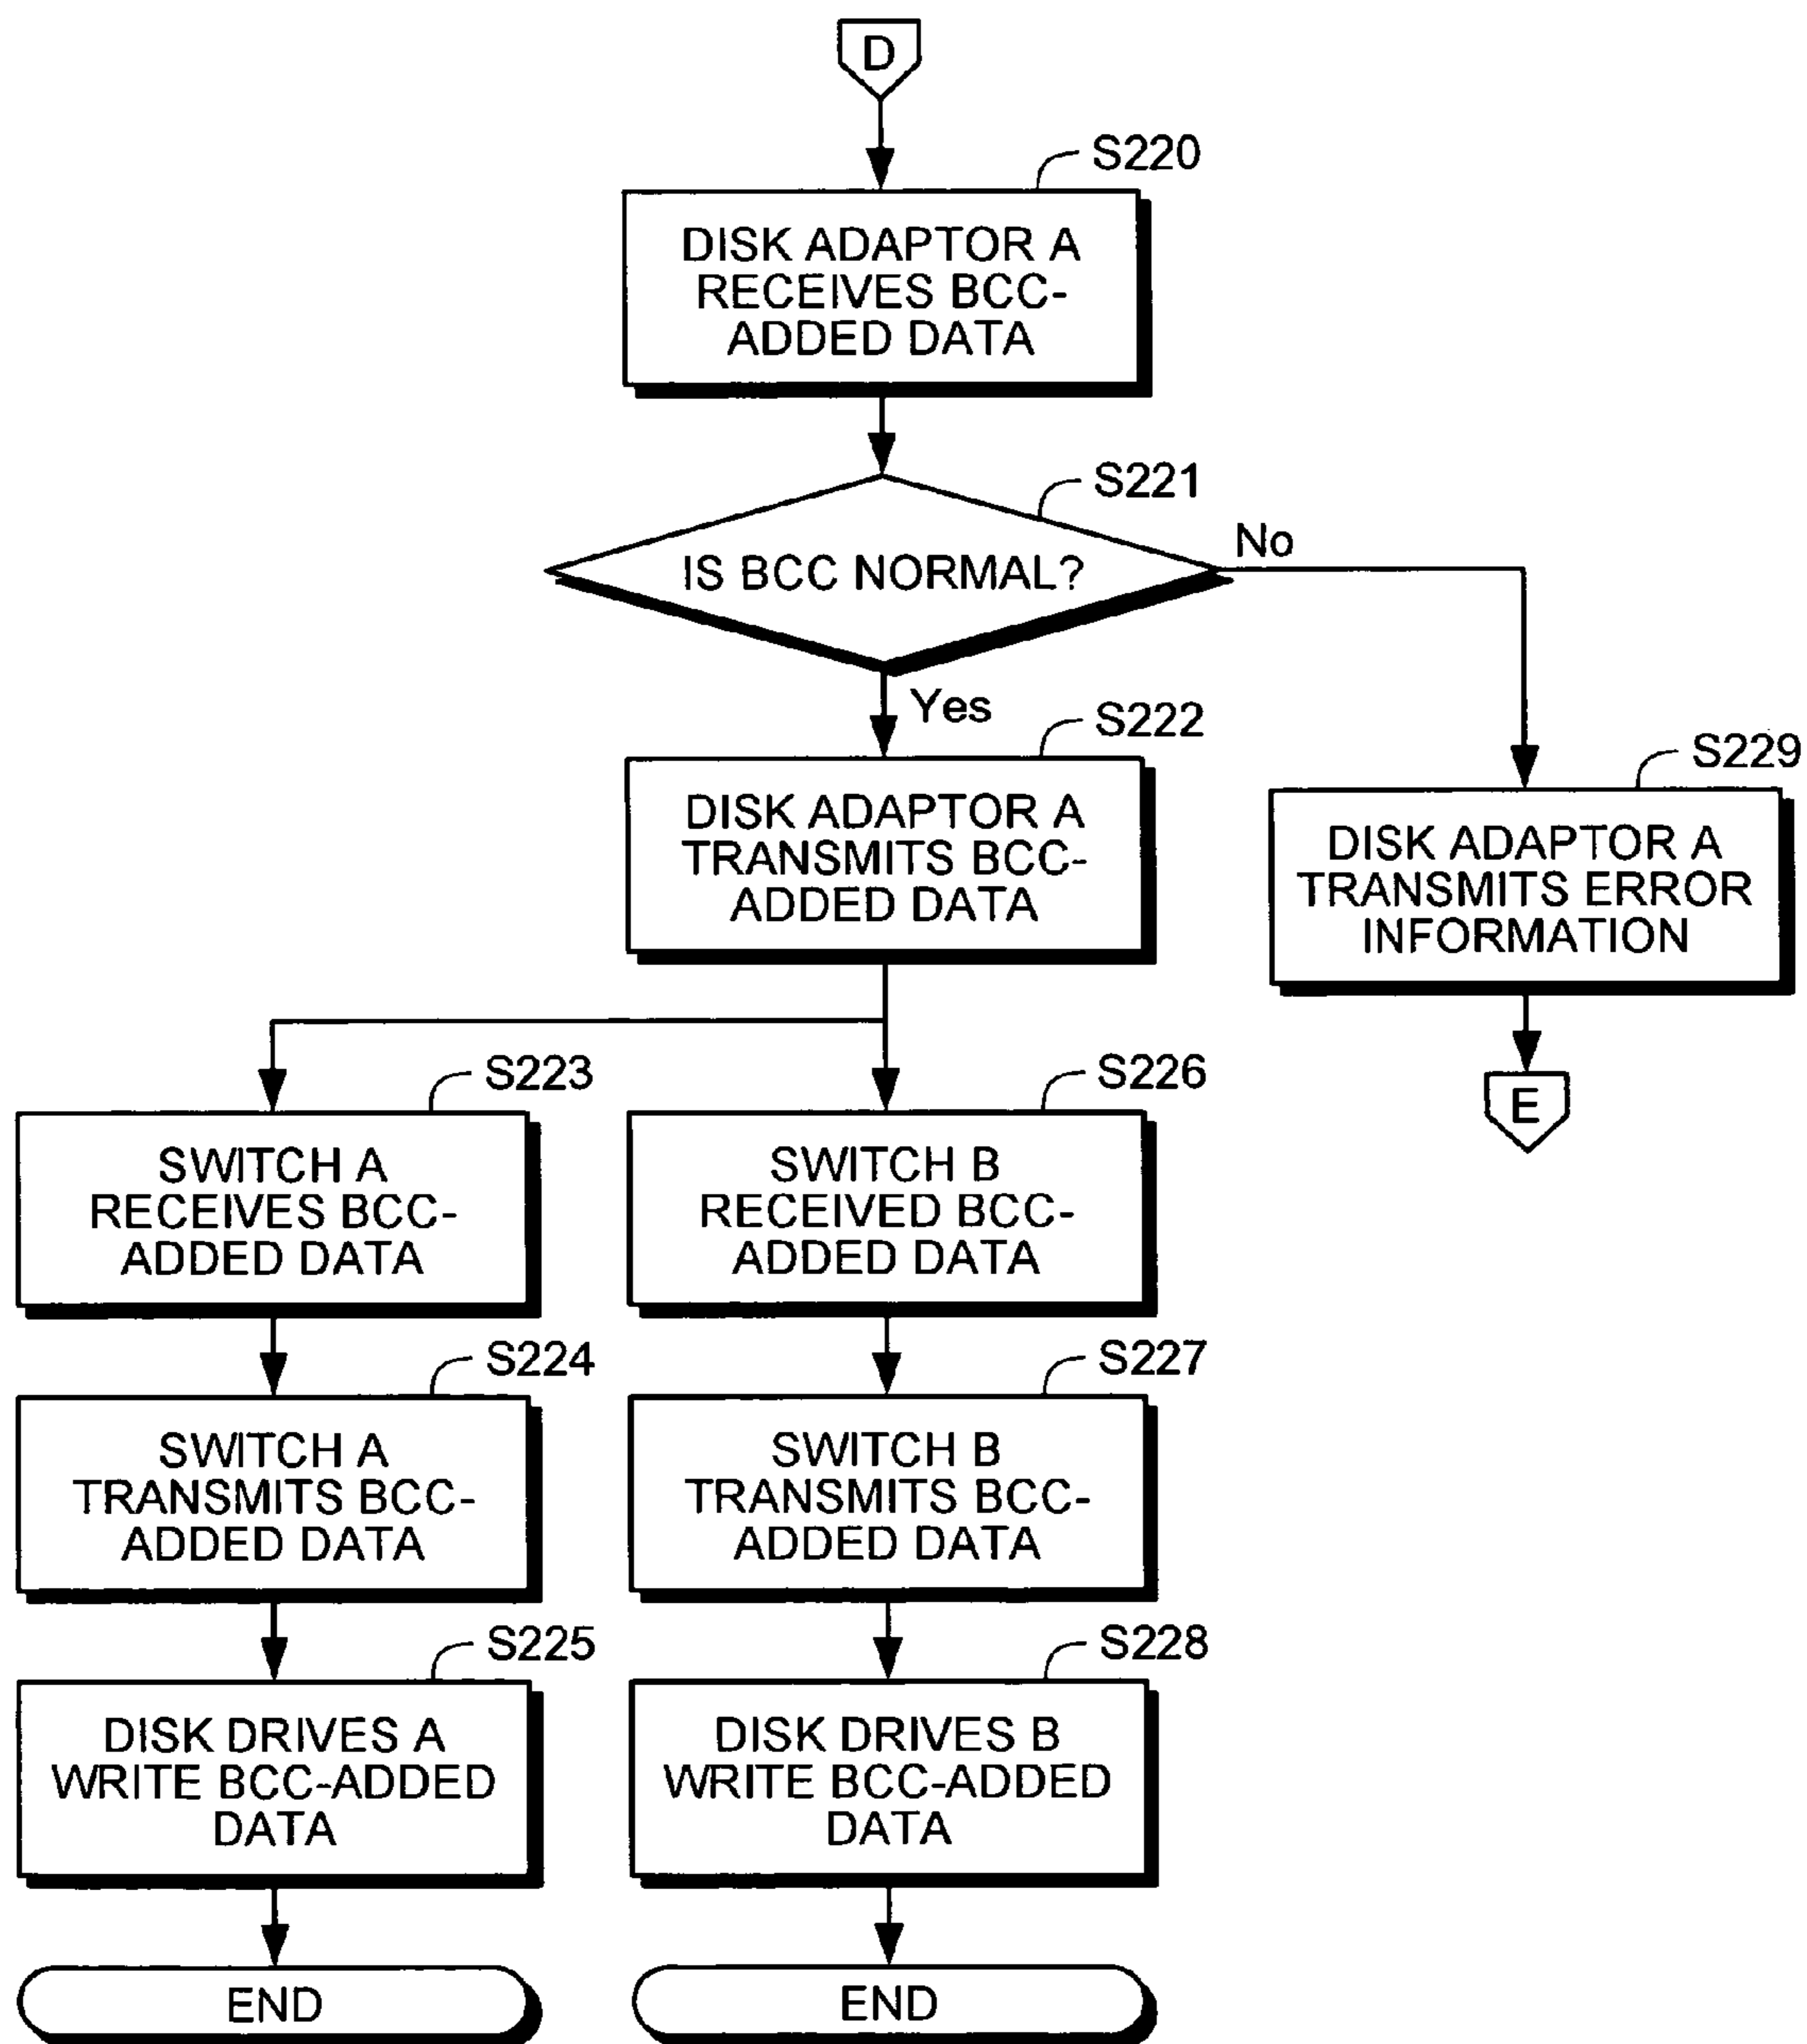 D
S220
DISK ADAPTOR A
RECEIVES BCC-
ADDED DATA
S221
IS BCC NORMAL?
No
Yes
S222
DISK ADAPTOR A
TRANSMITS BCC-
ADDED DATA
S229
DISK ADAPTOR A
TRANSMITS ERROR
INFORMATION
E
S223
SWITCH A
RECEIVES BCC-
ADDED DATA
S226
SWITCH B
RECEIVED BCC-
ADDED DATA
S224
SWITCH A
TRANSMITS BCC-
ADDED DATA
S227
SWITCH B
TRANSMITS BCC-
ADDED DATA
S225
DISK DRIVES A
WRITE BCC-ADDED
DATA
S228
DISK DRIVES B
WRITE BCC-ADDED
DATA
END
END